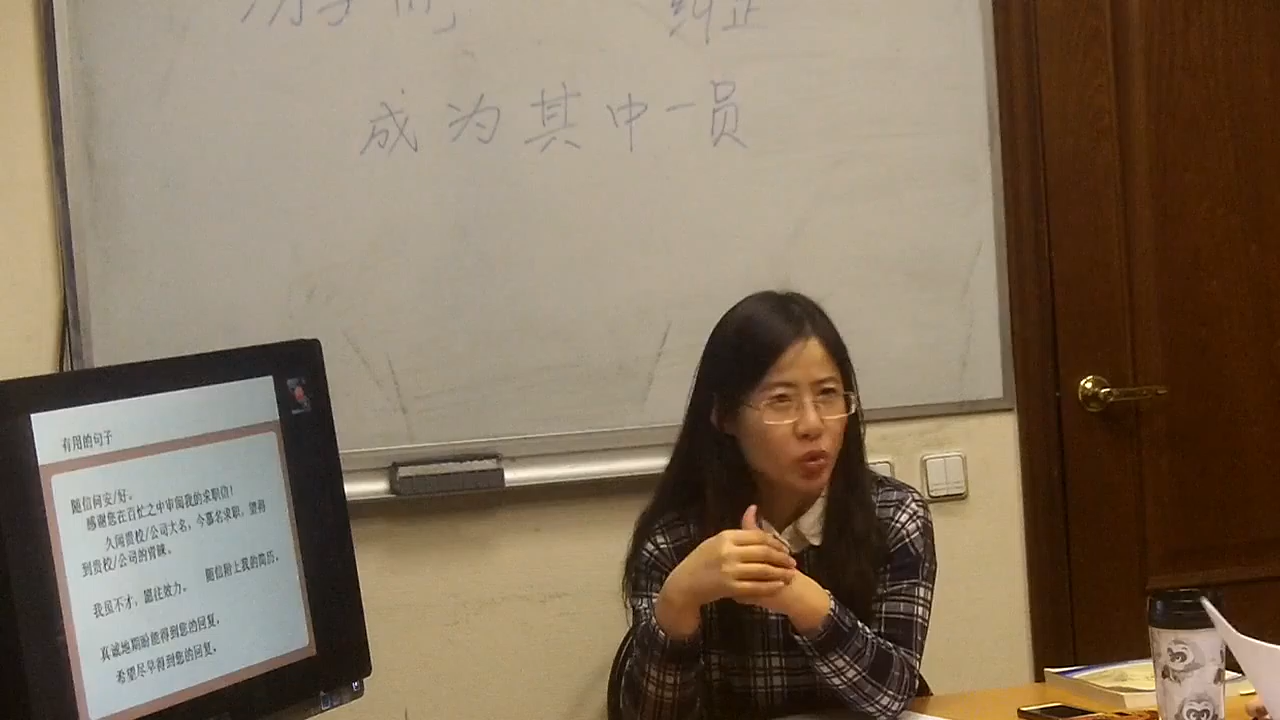 纠正
成为其中一员
有用的句子
随信问安/好。
感谢您在百忙之中审阅我的求职信!
久闻贵校/公司大名,今慕名求职,望得
到贵校/公司的青睐。
随信附上我的简历。
我虽不才,愿往效力。
真诚地期盼能得到您的回复。
希望尽早得到您的回复。